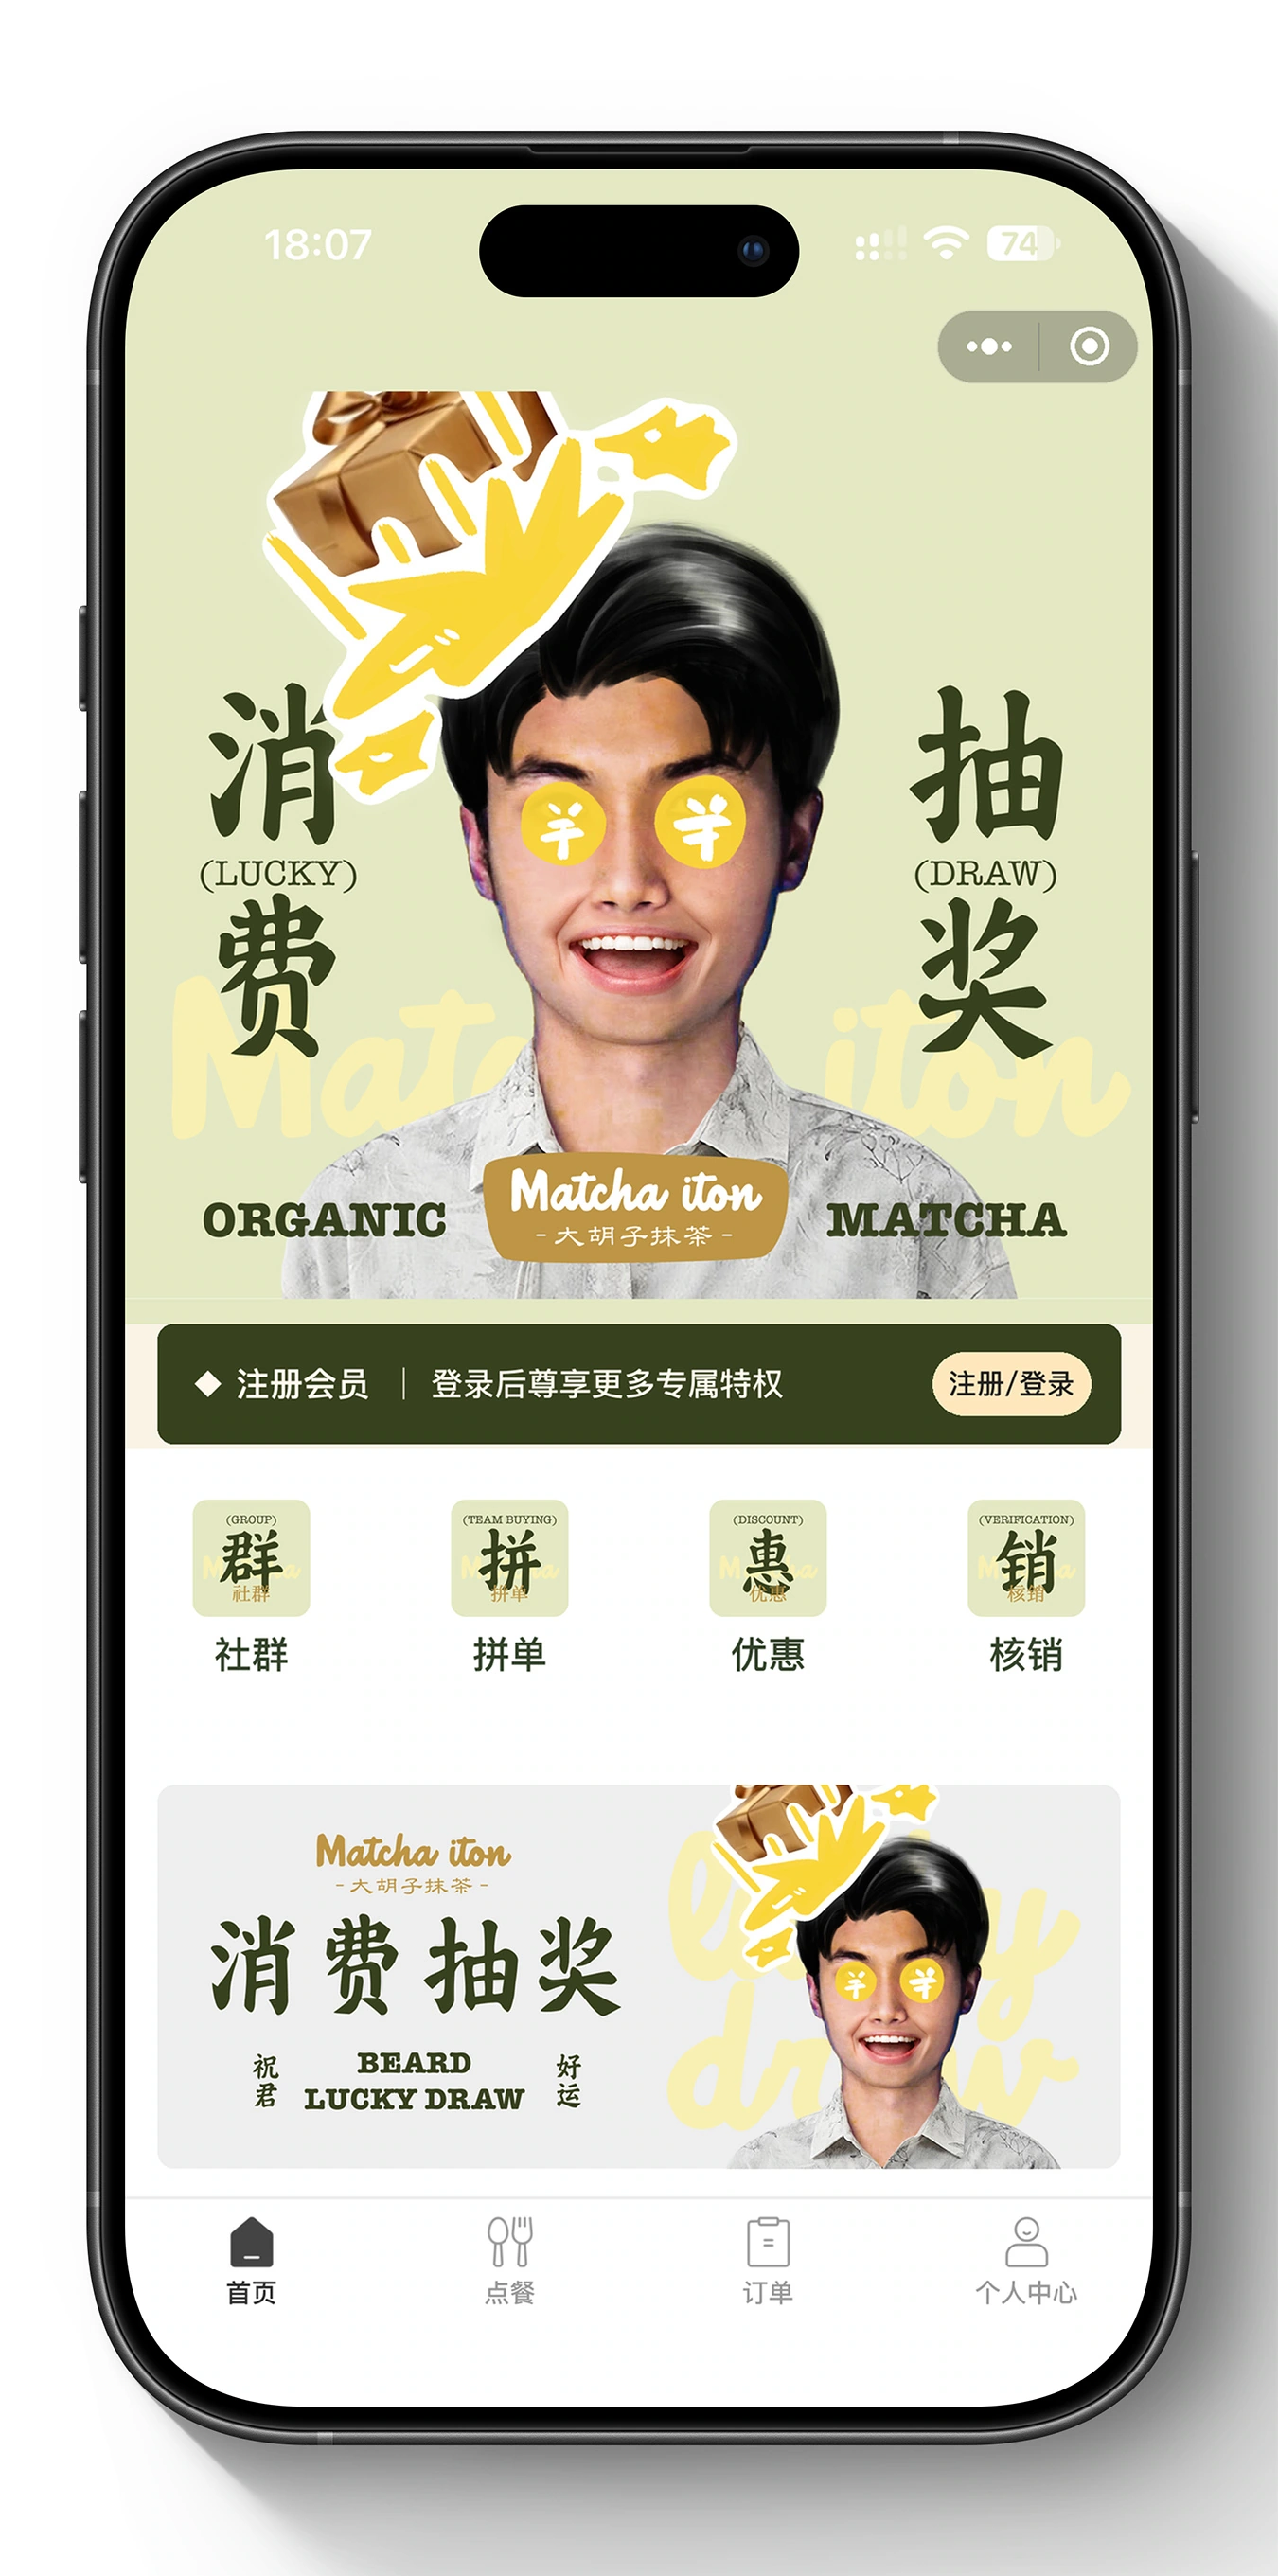 18:07
74
消
抽
(LUCKY)
(DRAW)
费
奖
Matcha iton
Matcha iton
-大胡子抹茶-
ORGANIC
MATCHA
注册会员
登录后尊享更多专属特权
注册/登录
(GROUP)
群
社群
社群
(TEAM BUYING)
拼
拼单
拼单
(DISCOUNT)
惠
优惠
优惠
(VERIFICATION)
销
核销
核销
Matcha iton
-大胡子抹茶-
消费抽奖
祝君
BEARD
LUCKY DRAW
好运
lucky
draw
首页
点餐
订单
个人中心